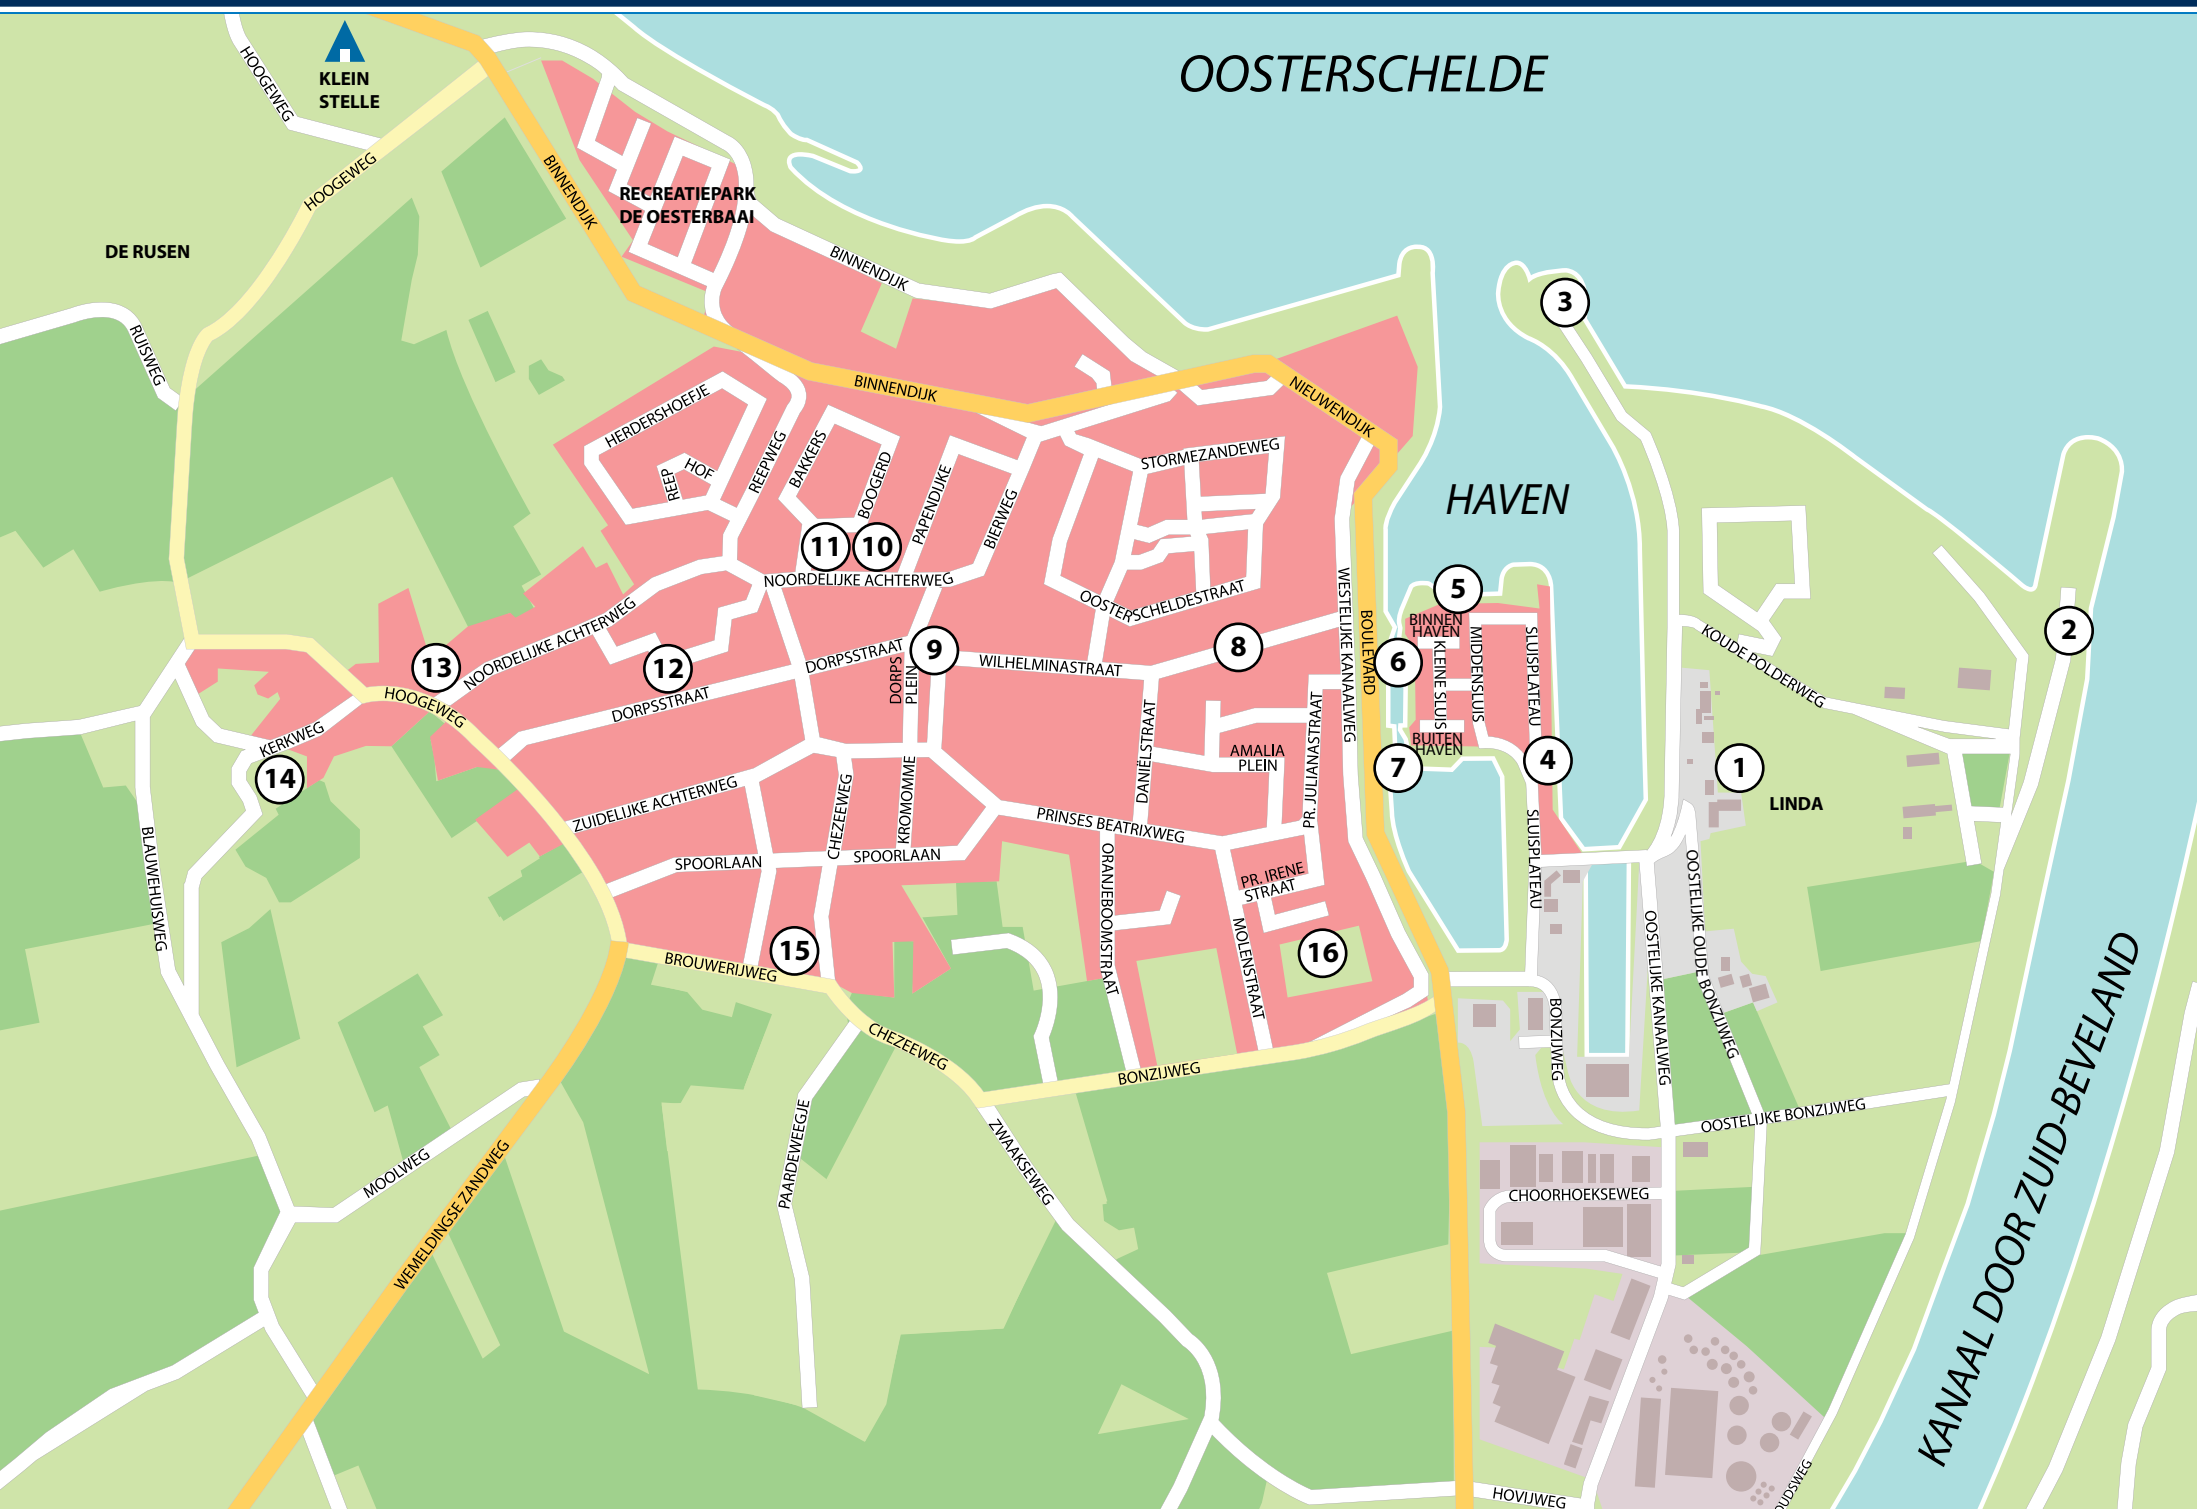 OOSTERSCHELDE
KLEIN
STELLE
HOOGEWEG
HOOGEWEG
BINNENDIJK
RECREATIEPARK
DE OESTERBAAI
DE RUSEN
BINNENDIJK
3
RUISWEG
BINNENDIJK
NIEUWENDIJK
HERDERSHOEFJE
REEP
HOF
REEPWEG
BAKKERS
BOOGERD
PAPENDIJKE
BIERWEG
STORMEZANDEWEG
HAVEN
11
10
NOORDELIJKE ACHTERWEG
OOSTERSCHELDESTRAAT
WESTELIJKE KANAALWEG
BOULEVARD
5
BINNEN
HAVEN
KLEINE SLUIS
MIDDENSLUIS
SLUISPLATEAU
BUITEN
HAVEN
6
7
4
2
KOUDE POLDERWEG
1
LINDA
13
NOORDELIJKE ACHTERWEG
12
DORPSSTRAAT
DORPSSTRAAT
9
DORPS
PLEIN
WILHELMINASTRAAT
8
HOOGEWEG
KERKWEG
14
DANIELSTRAAT
AMALIA
PLEIN
PR. JULIANASTRAAT
ZUIDELIJKE ACHTERWEG
CHEZEEWEG
KROMOMME
PRINSES BEATRIXWEG
SPOORLAAN
SPOORLAAN
BLAUWEHUISWEG
ORANJEBOOMSTRAAT
PR. IRENE
STRAAT
MOLENSTRAAT
16
15
BROUWERIJWEG
SLUISPLATEAU
OOSTELIJKE KANAALWEG
OOSTELIJKE OUDE BONZIJWEG
CHEZEEWEG
BONZIJWEG
BONZIJWEG
OOSTELIJKE BONZIJWEG
KANAAL DOOR ZUID-BEVELAND
MOOLWEG
WEMELDINGSE ZANDWEG
PAARDEWEEGJE
ZWAAKSEWEG
CHOORHOEKSEWEG
HOVIJWEG
OUDSWEG